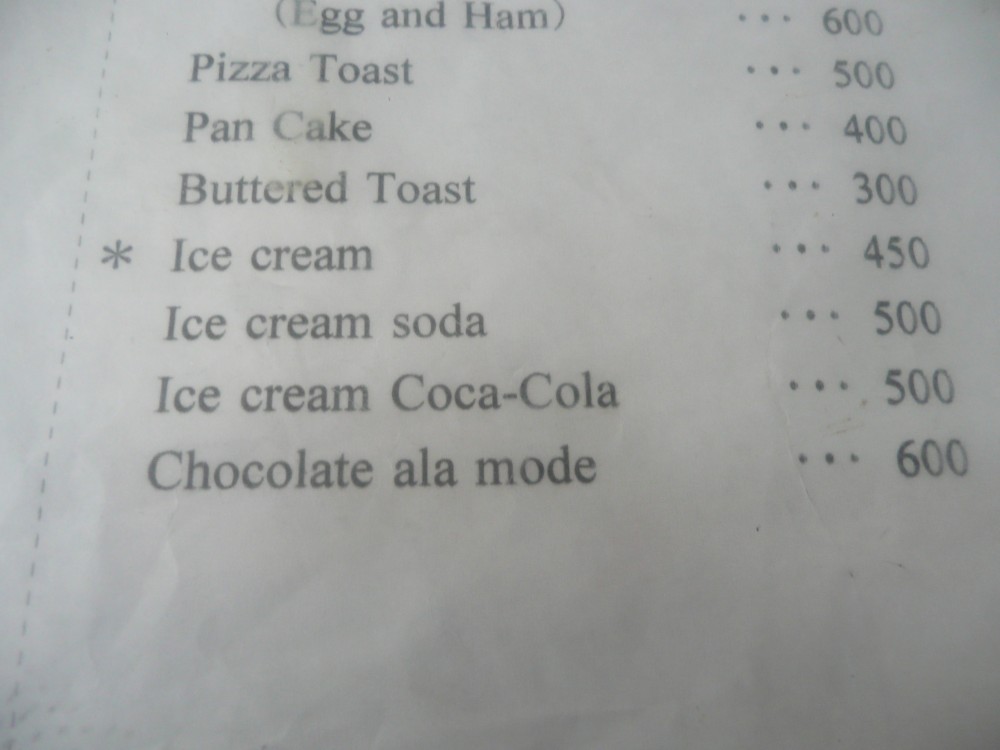 (Egg and Ham) ··· 600
Pizza Toast ··· 500
Pan Cake ··· 400
Buttered Toast ··· 300
* Ice cream ··· 450
Ice cream soda ··· 500
Ice cream Coca-Cola ··· 500
Chocolate ala mode ··· 600